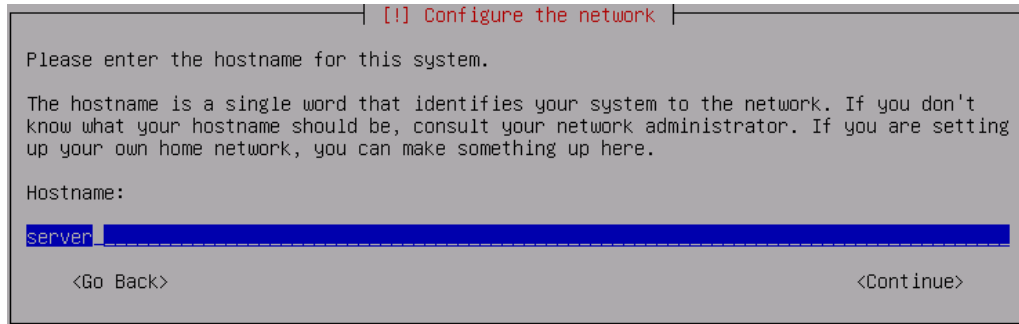 [!] Configure the network
Please enter the hostname for this system.
The hostname is a single word that identifies your system to the network. If you don't
know what your hostname should be, consult your network administrator. If you are setting
up your own home network, you can make something up here.
Hostname:
server
<Go Back> <Continue>